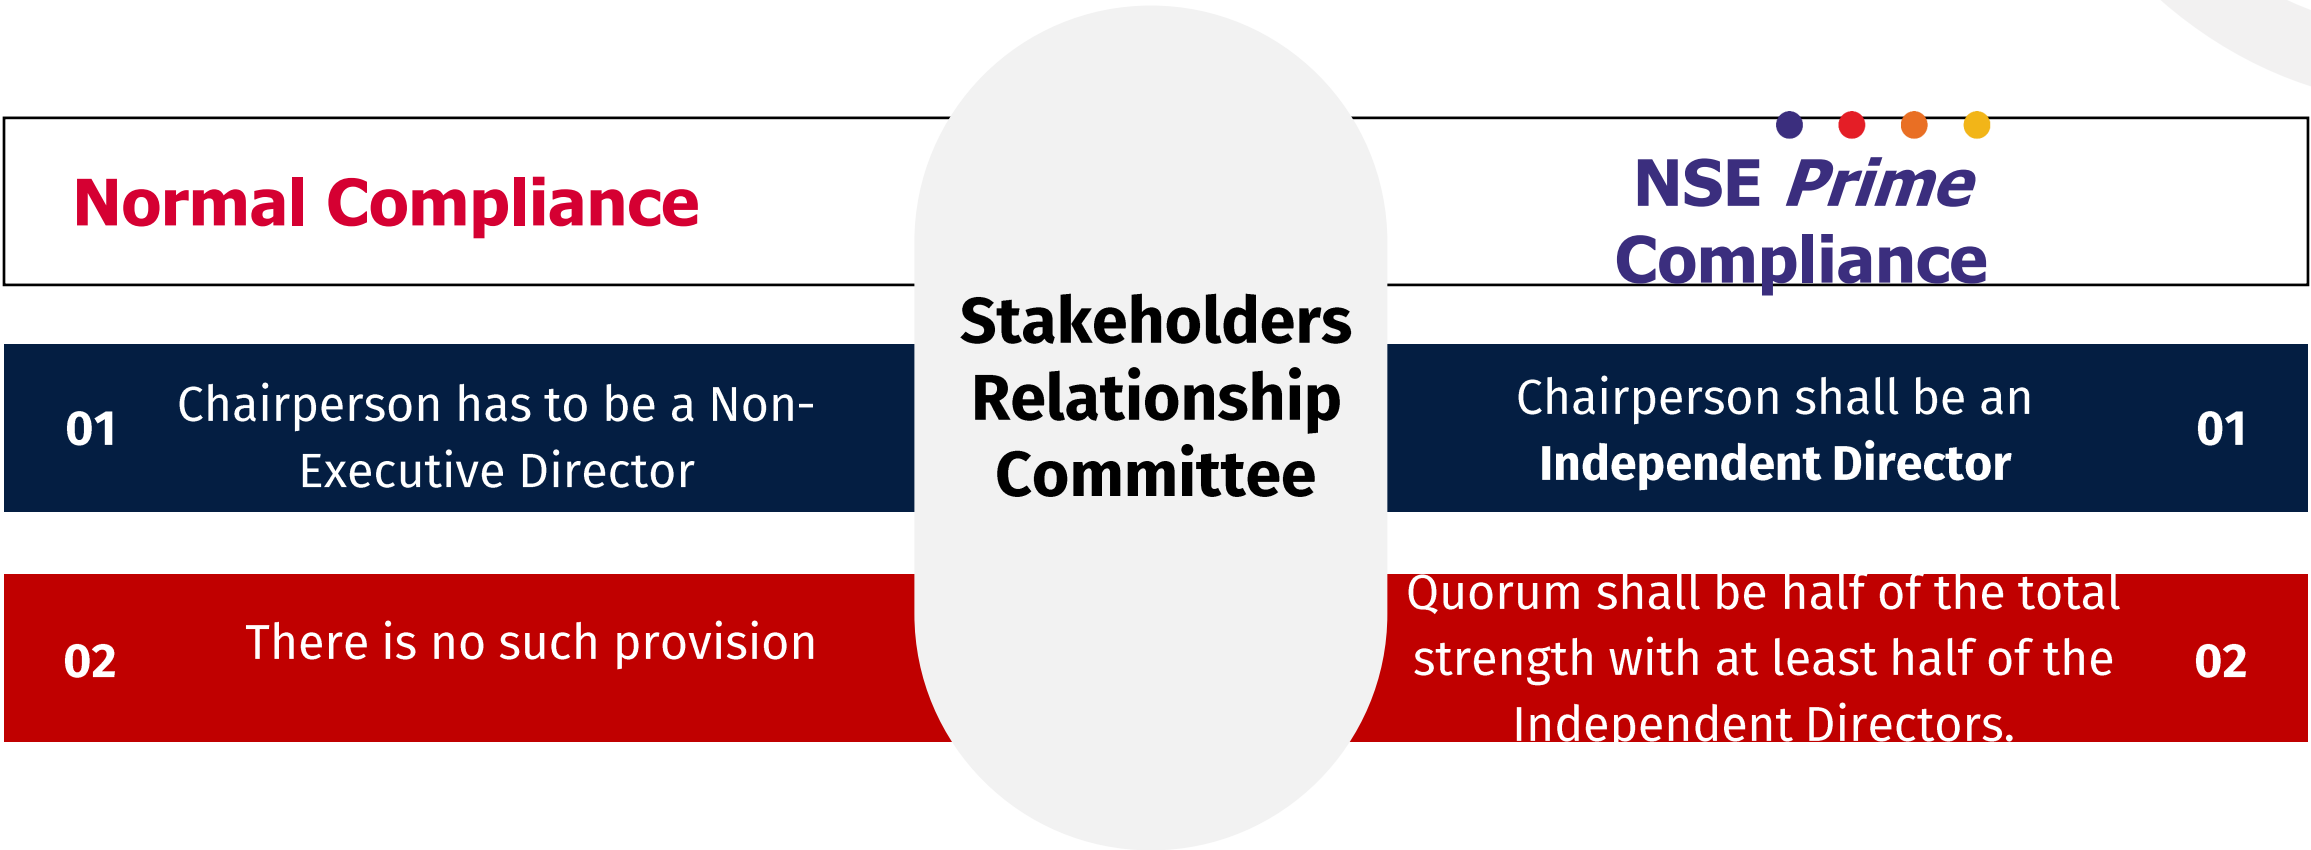 Normal Compliance
NSE Prime
Compliance
Stakeholders
Relationship
Committee
01
Chairperson has to be a Non-
Executive Director
Chairperson shall be an
Independent Director
01
02
There is no such provision
Quorum shall be half of the total
strength with at least half of the
Independent Directors.
02